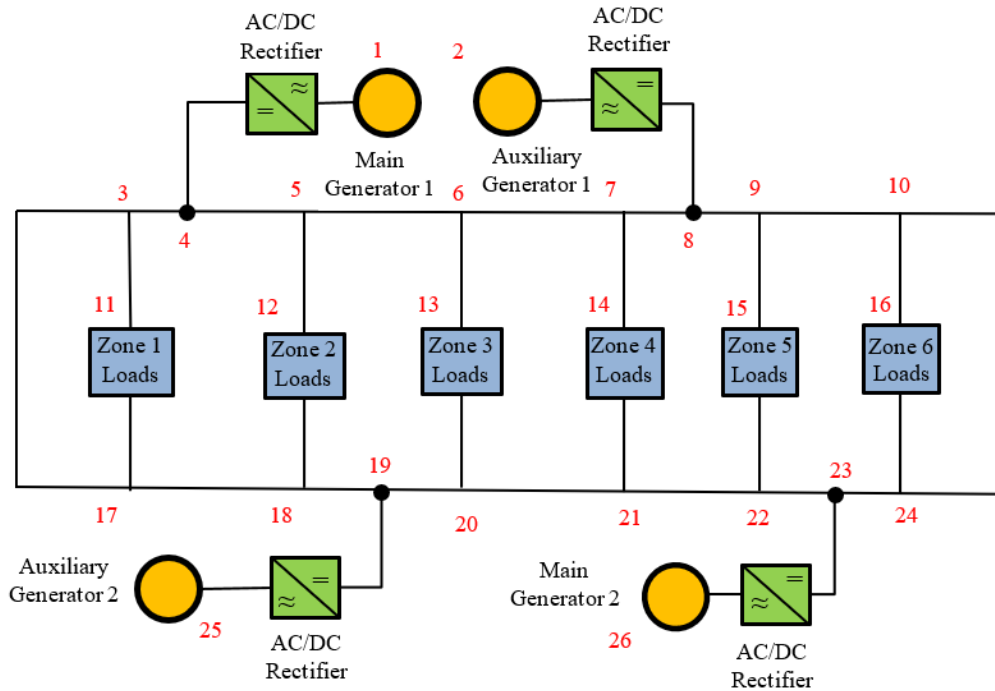 AC/DC
Rectifier
1
2
AC/DC
Rectifier
≈
=
=
≈
Main
Generator 1
Auxiliary
Generator 1
3
5
6
7
9
10
4
8
11
12
13
14
15
16
Zone 1
Loads
Zone 2
Loads
Zone 3
Loads
Zone 4
Loads
Zone 5
Loads
Zone 6
Loads
19
23
17
18
20
21
22
24
Auxiliary
Generator 2
=
≈
Main
Generator 2
=
≈
25
26
AC/DC
Rectifier
AC/DC
Rectifier